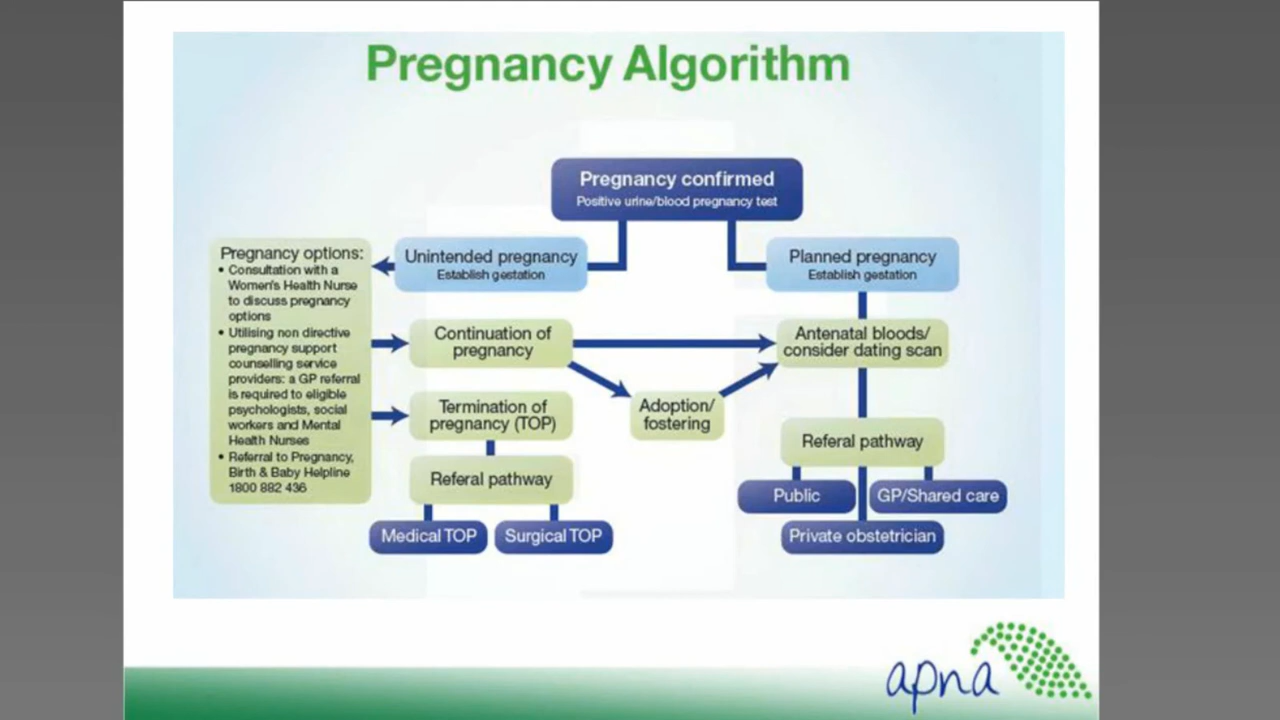 Pregnancy Algorithm
Pregnancy confirmed
Positive urine/blood pregnancy test
Unintended pregnancy
Establish gestation
Planned pregnancy
Establish gestation
Pregnancy options:
• Consultation with a
Women's Health Nurse
to discuss pregnancy
options
• Utilising non directive
pregnancy support
counselling service
providers: a GP referral
is required to eligible
psychologists, social
workers and Mental
Health Nurses
• Referral to Pregnancy,
Birth & Baby Helpline
1800 882 436
Continuation of
pregnancy
Termination of
pregnancy (TOP)
Referal pathway
Medical TOP
Surgical TOP
Adoption/
fostering
Antenatal bloods/
consider dating scan
Referal pathway
Public
GP/Shared care
Private obstetrician
apna